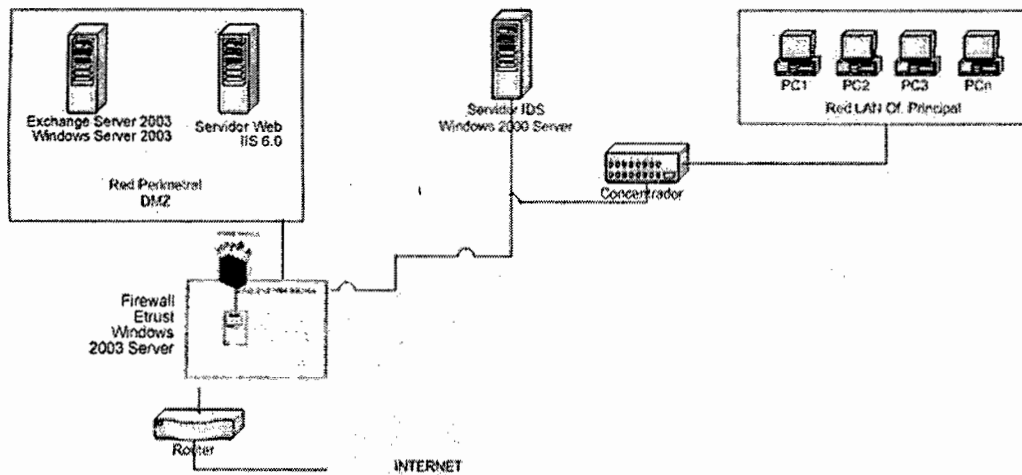 Exchange Server 2003
Windows Server 2003
Servidor Web
IIS 6.0
Red Perimetral
DMZ
Servidor IDS
Windows 2000 Server
PC1
PC2
PC3
PCn
Red LAN Of. Principal
Concentrador
Firewall
Etrust
Windows
2003 Server
Router
INTERNET